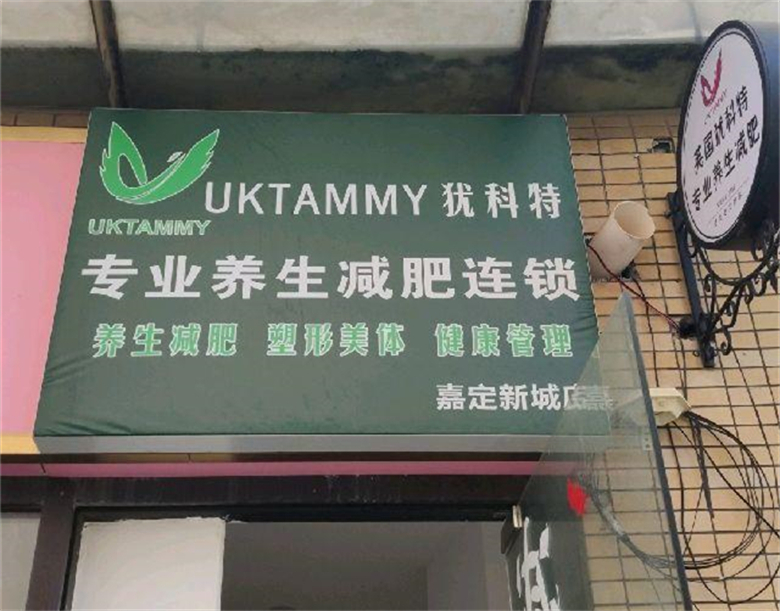 UKTAMMY
UKTAMMY 犹科特
专业养生减肥连锁
养生减肥 塑形美体 健康管理
嘉定新城店
UKTAMMY
英国犹科特
专业养生减肥